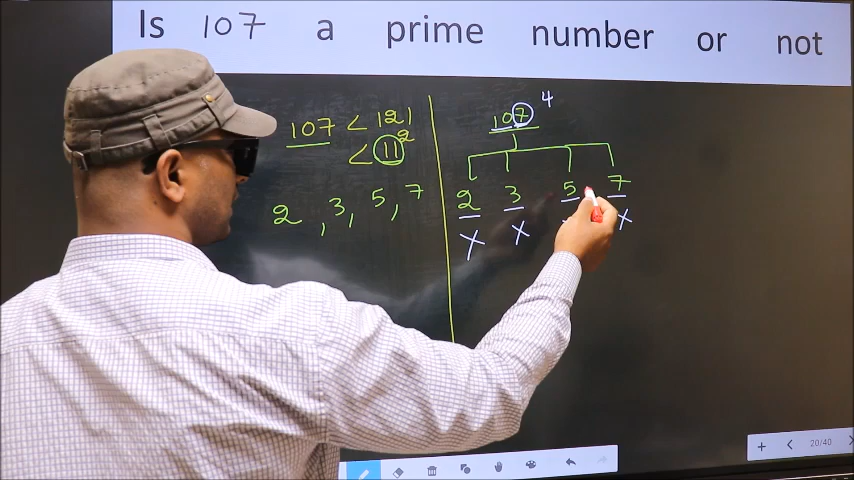 Is 107 a prime number or not
107 < 121
< 11²
2 , 3, 5, 7
107 4
2 3 5 7
X X X
20/40